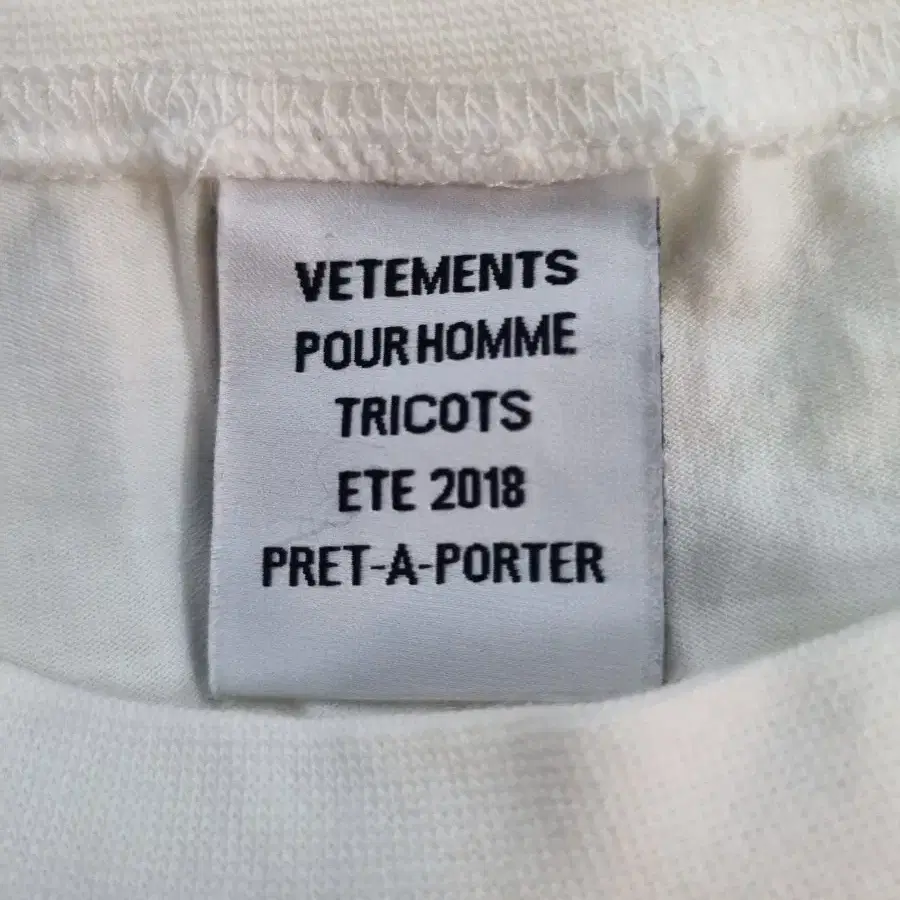 VETEMENTS
POUR HOMME
TRICOTS
ETE 2018
PRET-A-PORTER